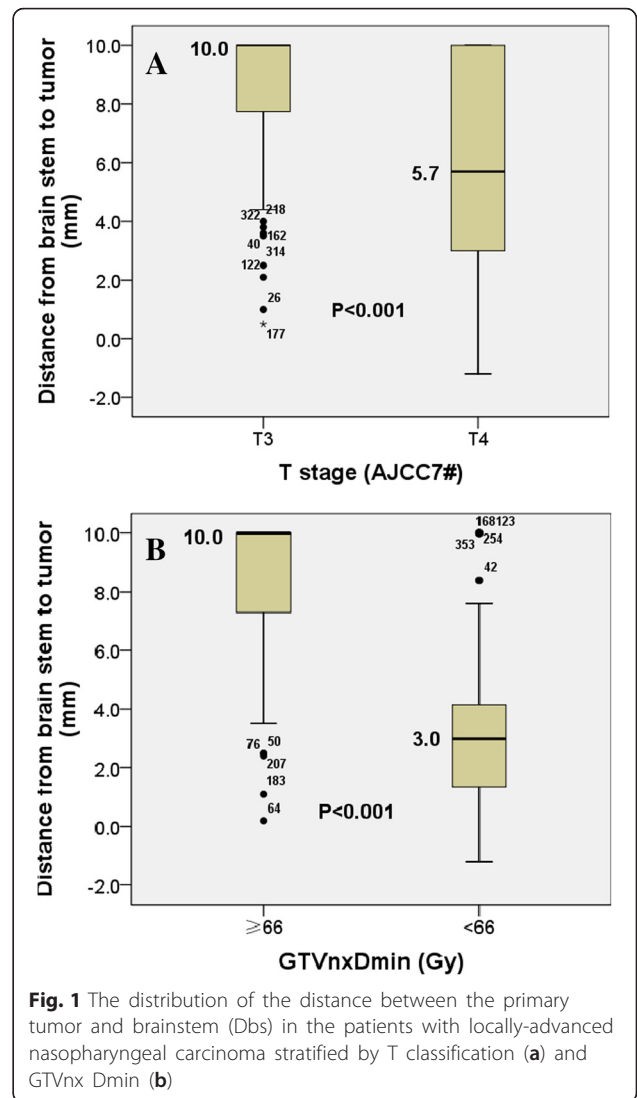 A
Distance from brain stem to tumor
(mm)
10.0
8.0
6.0
4.0
2.0
0.0
-2.0
10.0
5.7
322 218
162
40
314
122
26
*
177
P<0.001
T3
T4
T stage (AJCC7#)
B
Distance from brain stem to tumor
(mm)
10.0
8.0
6.0
4.0
2.0
0.0
-2.0
10.0
3.0
168123
353
254
42
76 50
207
183
64
P<0.001
≥66
<66
GTVnxDmin (Gy)
Fig. 1 The distribution of the distance between the primary
tumor and brainstem (Dbs) in the patients with locally-advanced
nasopharyngeal carcinoma stratified by T classification (a) and
GTVnx Dmin (b)